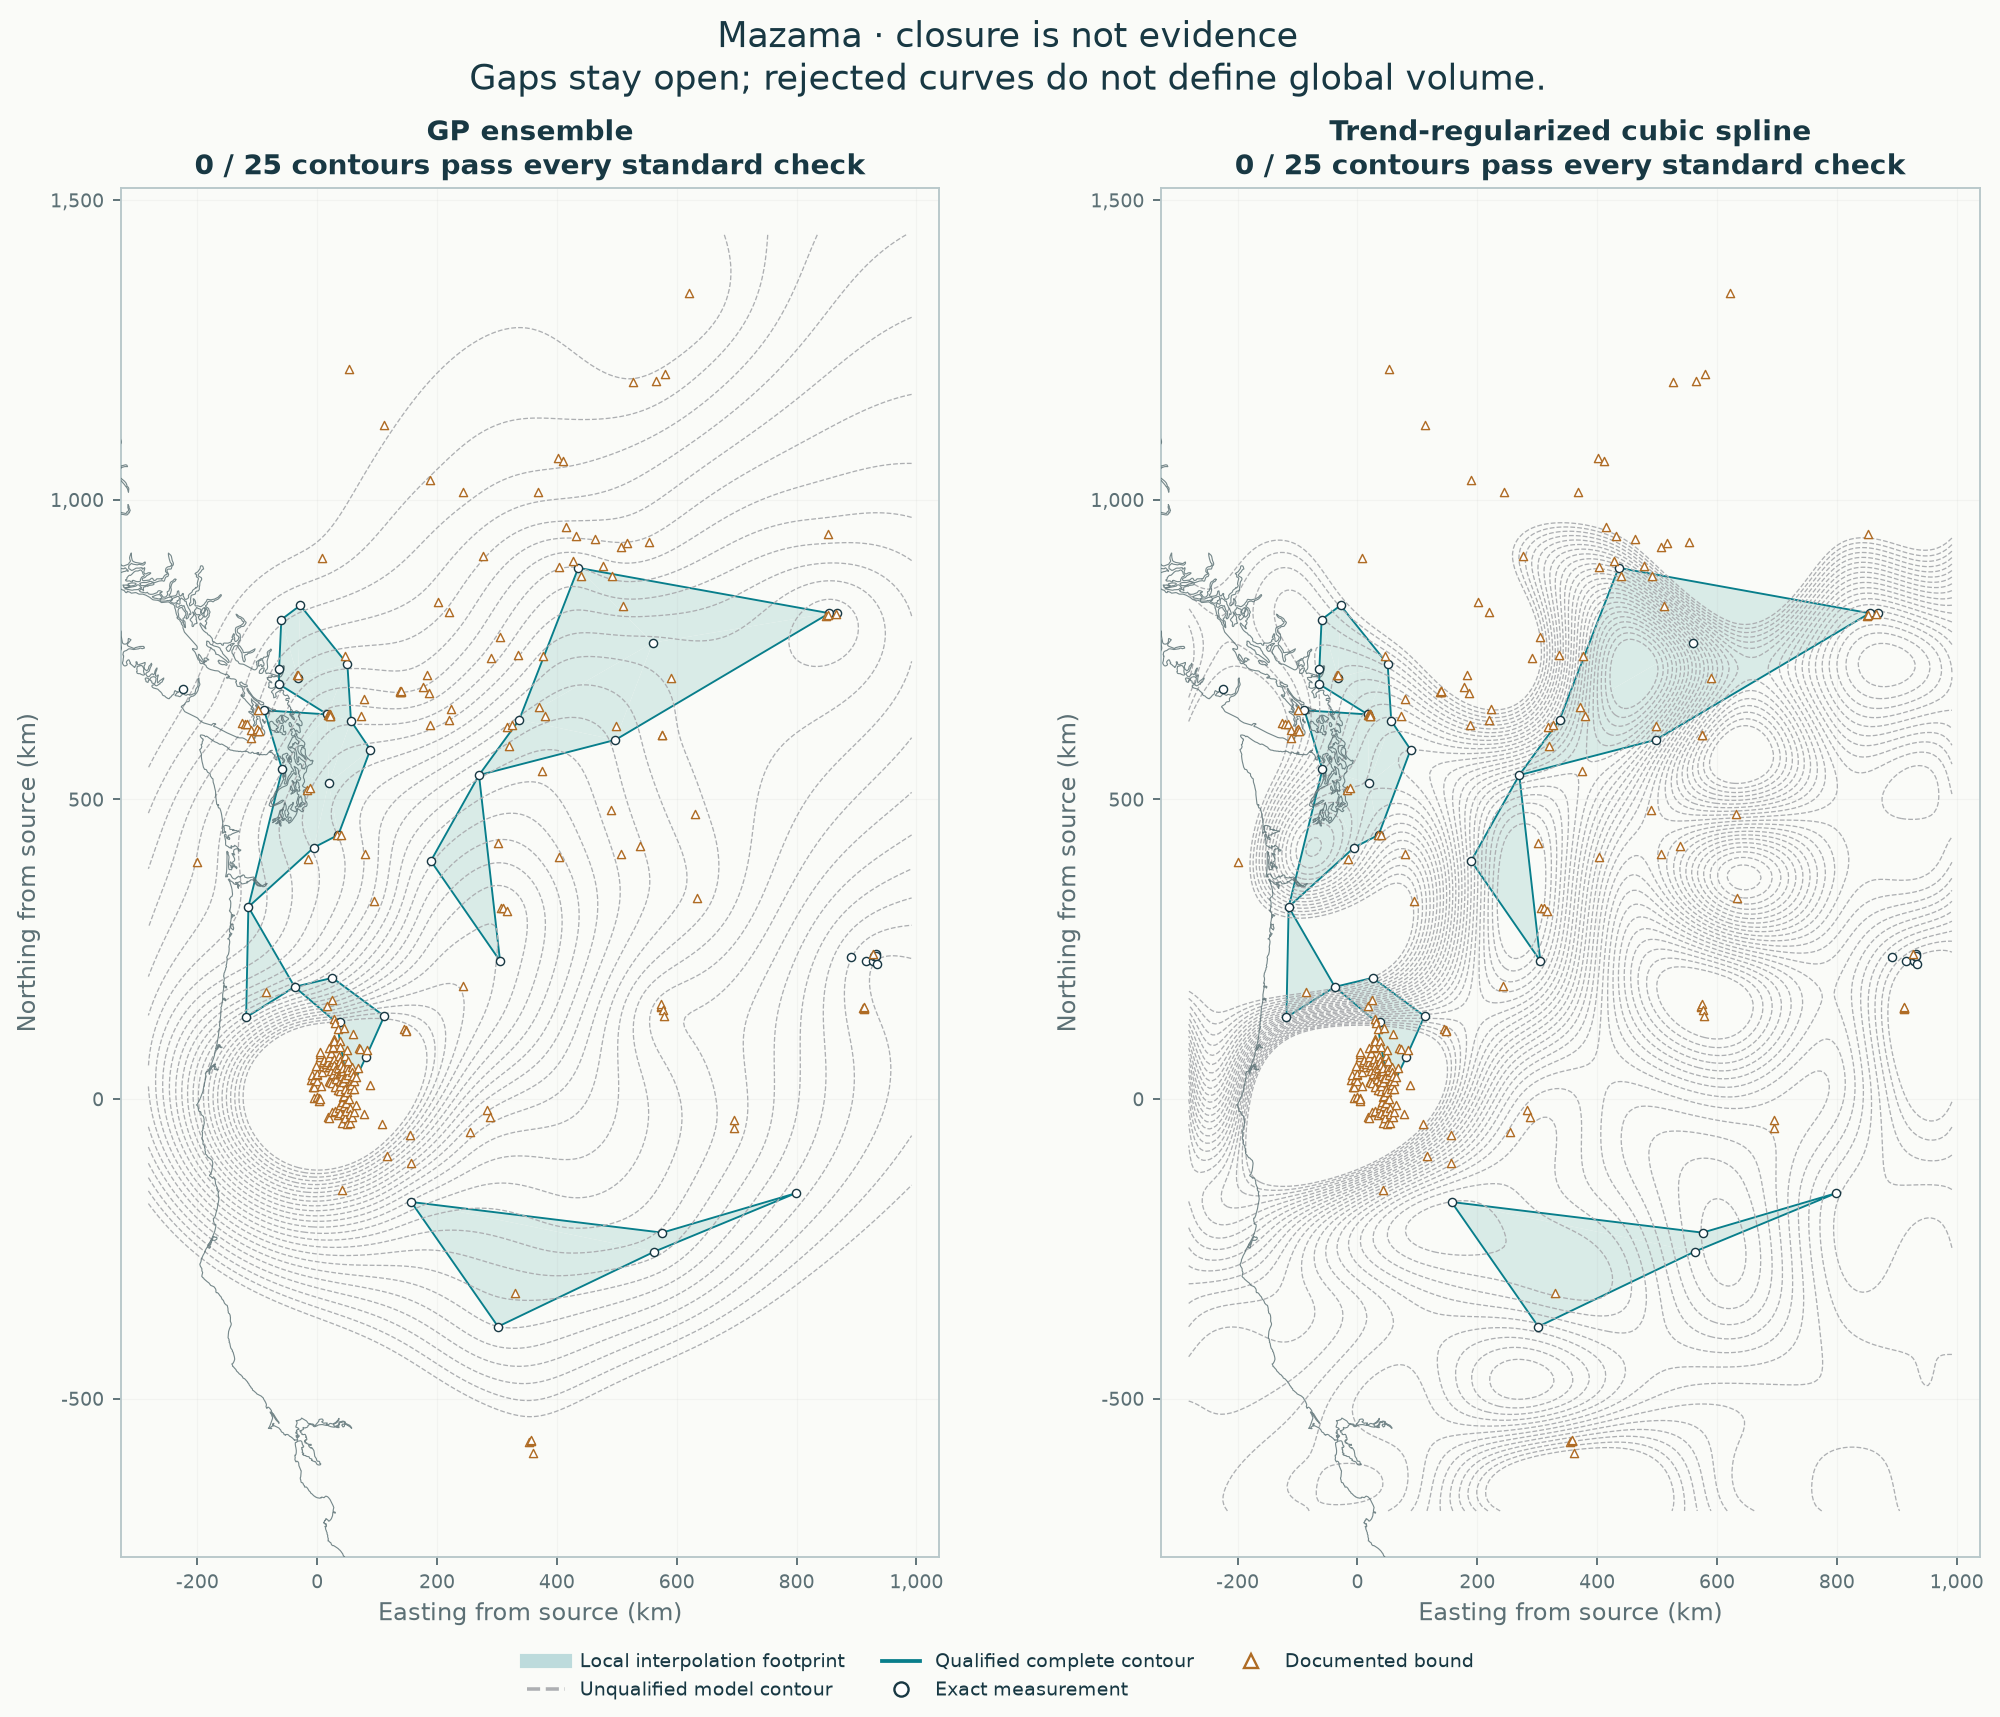 Mazama · closure is not evidence
Gaps stay open; rejected curves do not define global volume.
GP ensemble
0 / 25 contours pass every standard check
1,500
1,000
500
0
-500
-200
0
200
400
600
800
1,000
Northing from source (km)
Easting from source (km)
Trend-regularized cubic spline
0 / 25 contours pass every standard check
1,500
1,000
500
0
-500
-200
0
200
400
600
800
1,000
Northing from source (km)
Easting from source (km)
Local interpolation footprint
Unqualified model contour
Qualified complete contour
Exact measurement
Documented bound